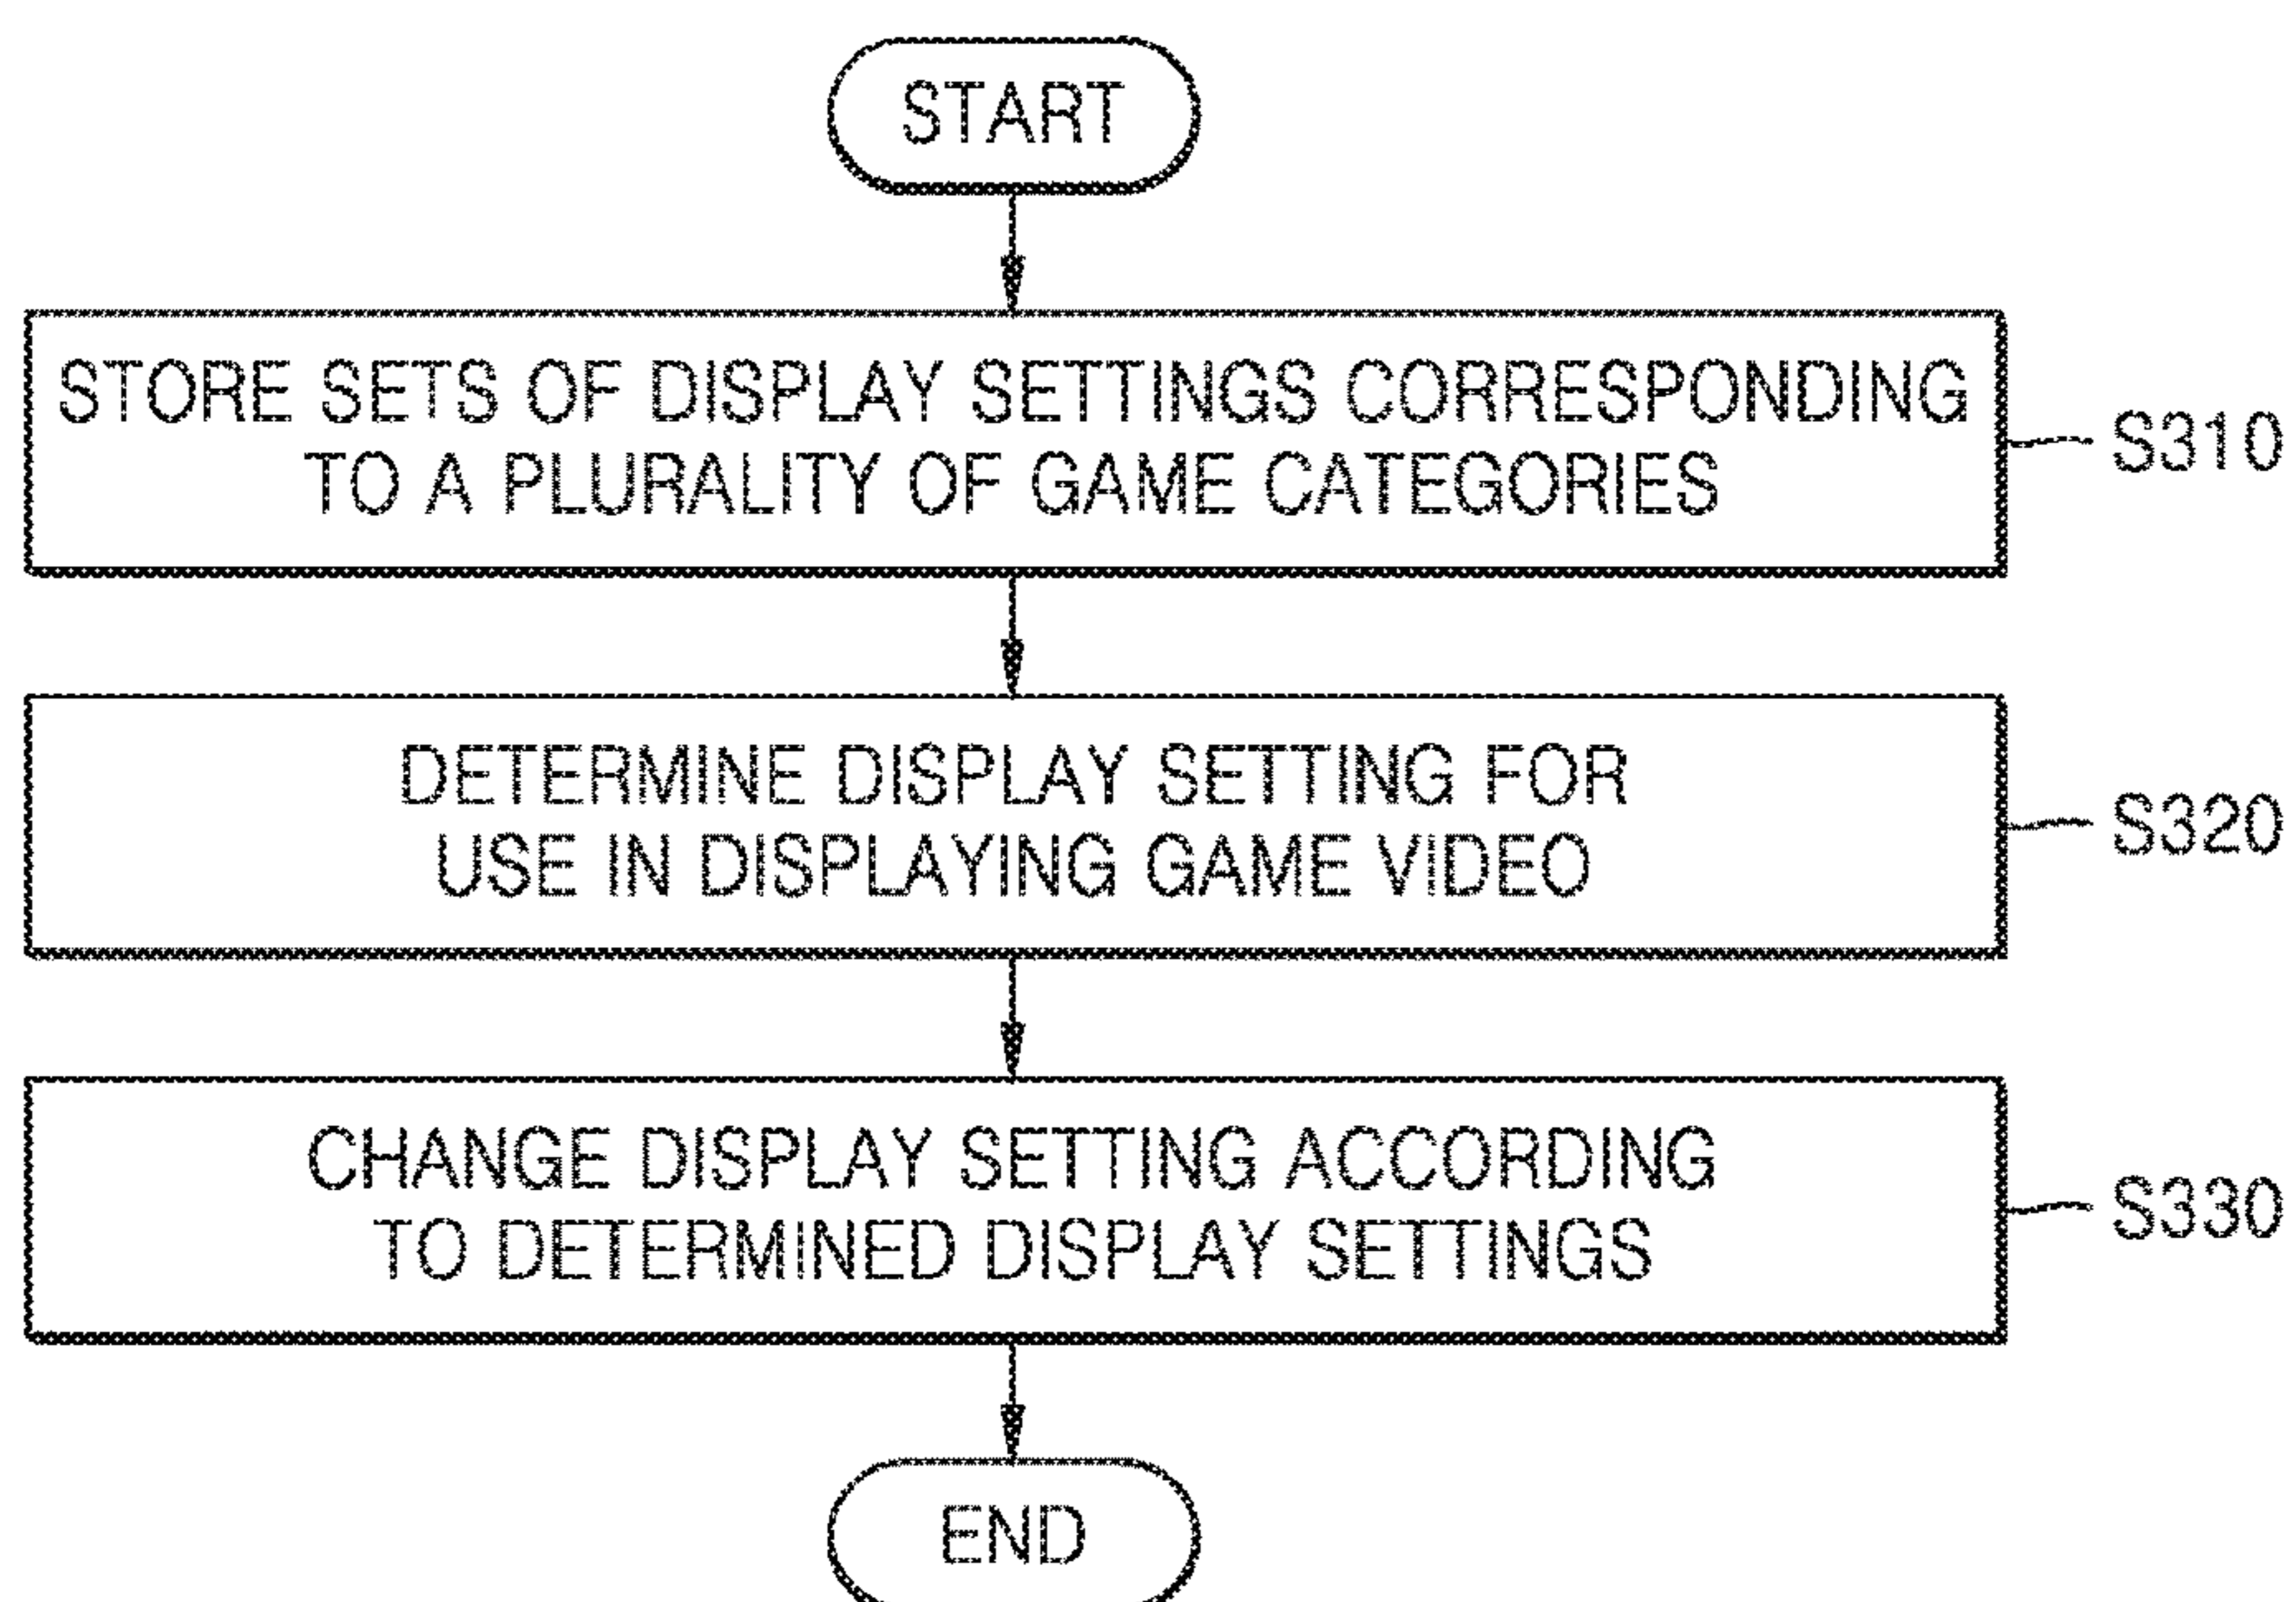 START
STORE SETS OF DISPLAY SETTINGS CORRESPONDING
TO A PLURALITY OF GAME CATEGORIES
S310
DETERMINE DISPLAY SETTING FOR
USE IN DISPLAYING GAME VIDEO
S320
CHANGE DISPLAY SETTING ACCORDING
TO DETERMINED DISPLAY SETTINGS
S330
END